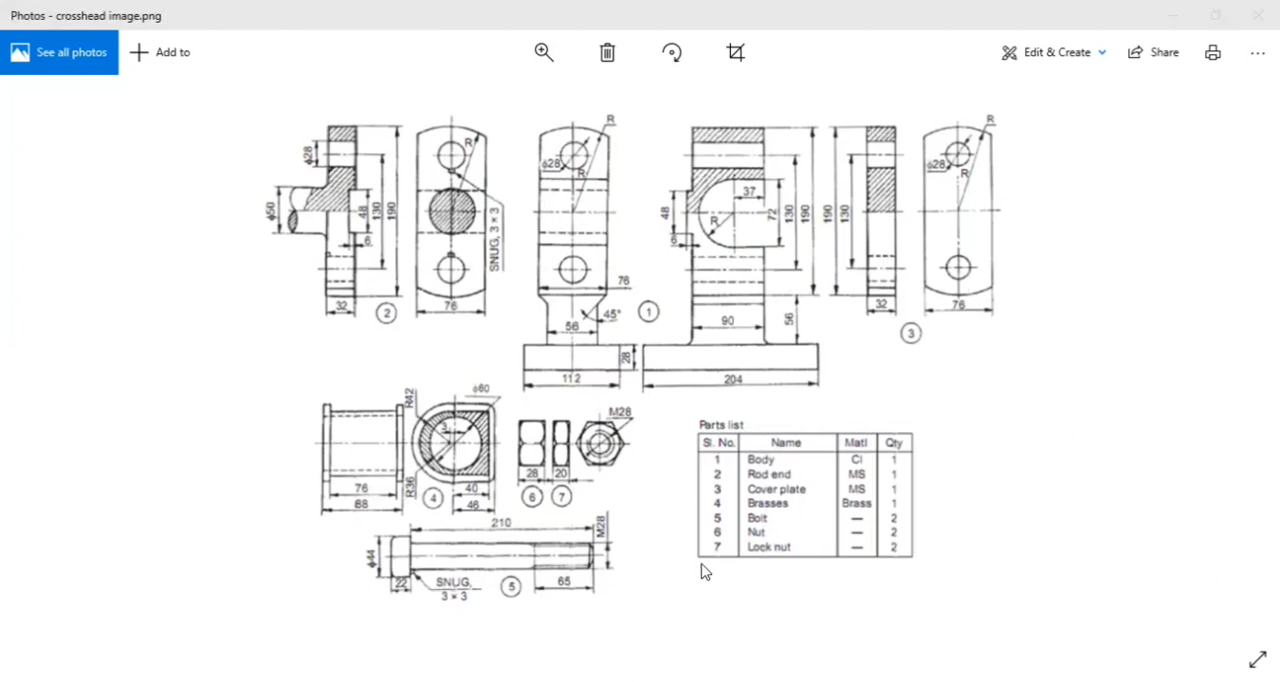 Photos - crosshead image.png
See all photos
Add to
Edit & Create
Share
ϕ28
ϕ50
48
130
190
6
32
2
R
SNUG, 3 × 3
76
R
ϕ28
R
76
45°
56
1
28
112
37
48
R
72
130
190
90
56
204
190
130
32
3
R
ϕ28
R
76
76
88
R42
ϕ60
3
R36
4
40
46
M28
28
20
6
7
210
M28
ϕ44
22
SNUG,
3 × 3
5
65
Parts list
Sl. No. Name Matl Qty
1 Body CI 1
2 Rod end MS 1
3 Cover plate MS 1
4 Brasses Brass 1
5 Bolt — 2
6 Nut — 2
7 Lock nut — 2